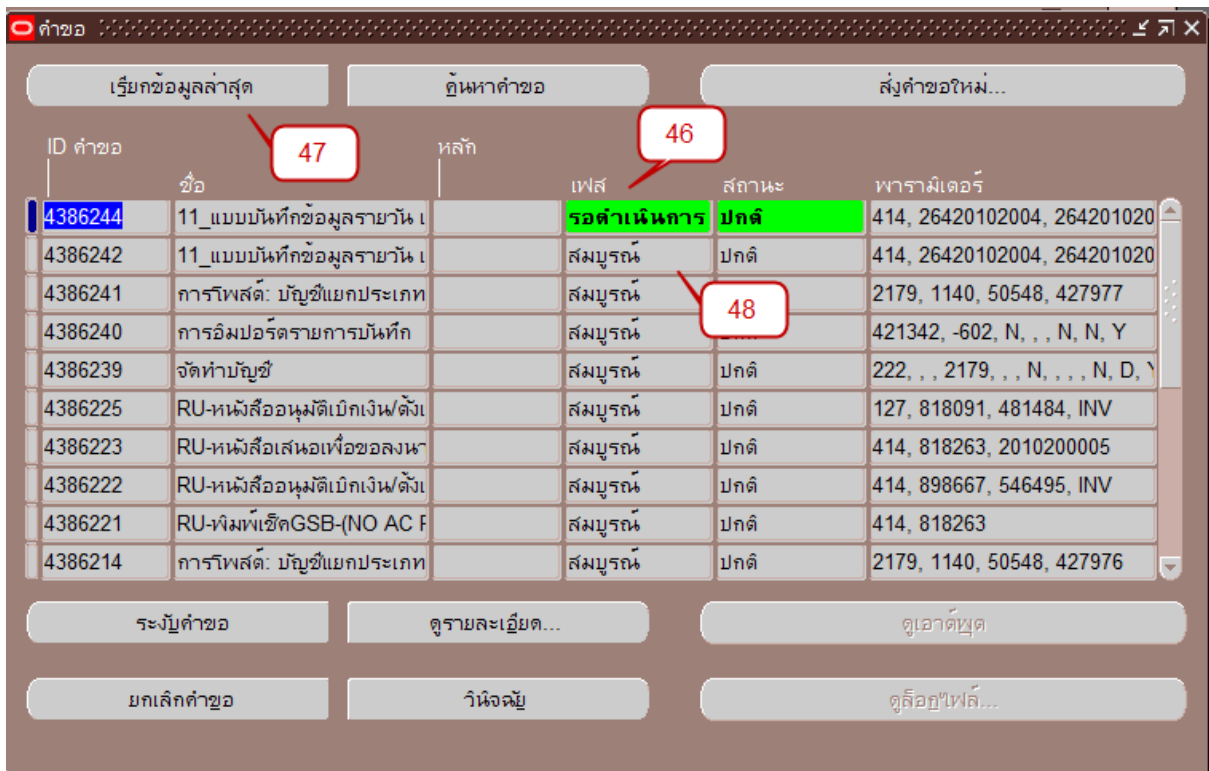 คำขอ
เรียกข้อมูลล่าสุด ค้นหาคำขอ ส่งคำขอใหม่...
47 46
ID คำขอ หลัก
ชื่อ เฟส สถานะ พารามิเตอร์
4386244 11_แบบบันทึกข้อมูลรายวัน เ รอดำเนินการ ปกติ 414, 26420102004, 264201020
4386242 11_แบบบันทึกข้อมูลรายวัน เ สมบูรณ์ ปกติ 414, 26420102004, 264201020
4386241 การโพสต์: บัญชีแยกประเภท สมบูรณ์ 2179, 1140, 50548, 427977
48
4386240 การอิมปอร์ตรายการบันทึก สมบูรณ์ 421342, -602, N, , , N, N, Y
4386239 จัดทำบัญชี สมบูรณ์ ปกติ 222, , , 2179, , , N, , , , N, D,
4386225 RU-หนังสืออนุมัติเบิกเงิน/ตั้งเ สมบูรณ์ ปกติ 127, 818091, 481484, INV
4386223 RU-หนังสือเสนอเพื่อขอลงนา สมบูรณ์ ปกติ 414, 818263, 2010200005
4386222 RU-หนังสืออนุมัติเบิกเงิน/ตั้งเ สมบูรณ์ ปกติ 414, 898667, 546495, INV
4386221 RU-พิมพ์เช็คGSB-(NO AC สมบูรณ์ ปกติ 414, 818263
4386214 การโพสต์: บัญชีแยกประเภท สมบูรณ์ ปกติ 2179, 1140, 50548, 427976
ระงับคำขอ ดูรายละเอียด... ดูเอาต์พุต
ยกเลิกคำขอ วินิจฉัย ดูล็อกไฟล์...